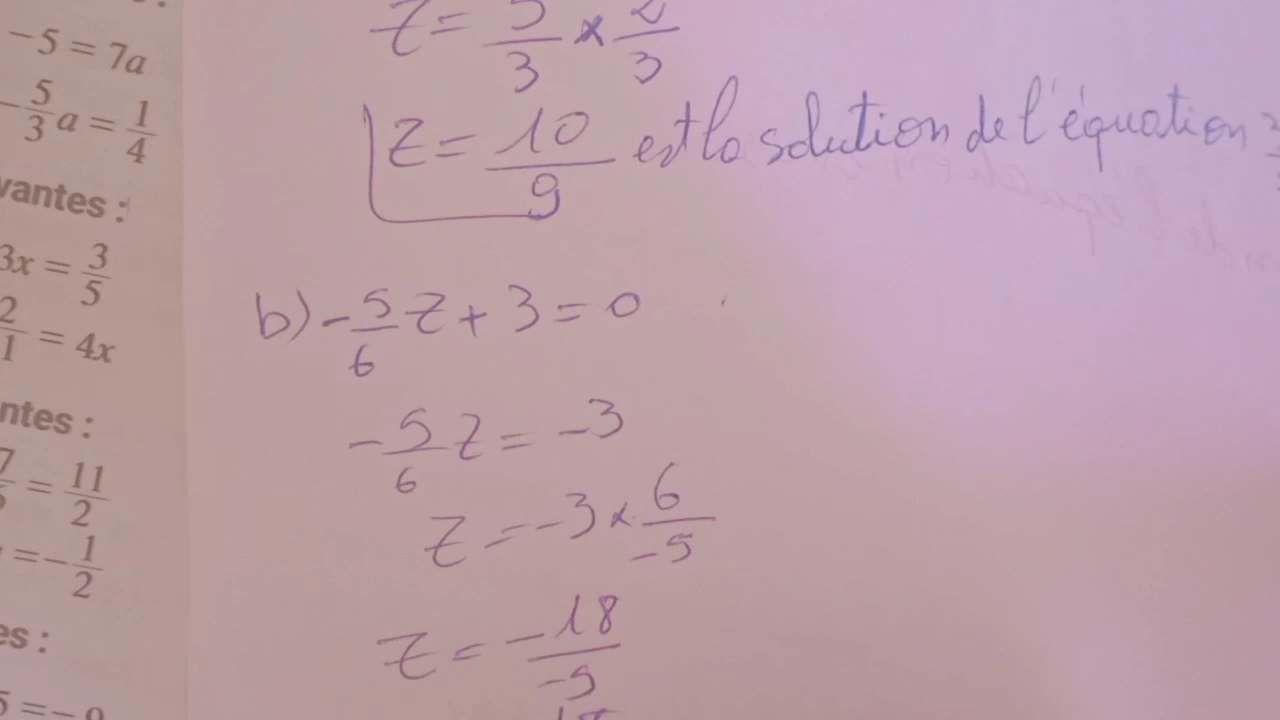 -5 = 7a
-5/3 a = 1/4
vantes :
3x = 3/5
2/1 = 4x
ntes :
= 11/2
= -1/2
es :
5 = -9
z = 5/3 × 2/3
z = 10/9 est la solution de l'équation
b) -5/6 z + 3 = 0
-5/6 z = -3
z = -3 × 6/-5
z = -18/-5